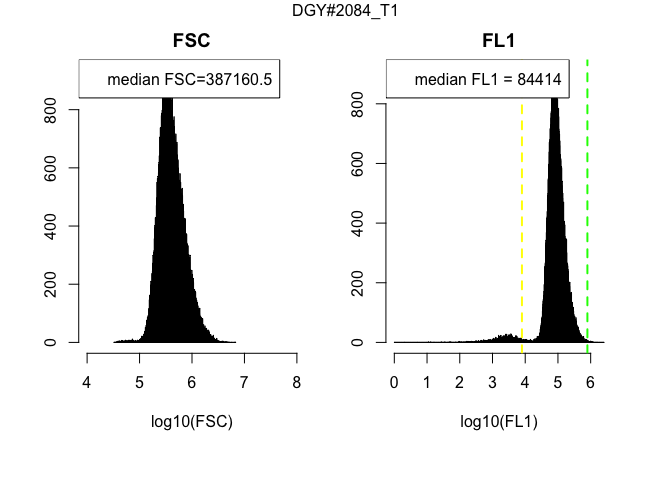 DGY#2084_T1
FSC
median FSC=387160.5
0
200
400
600
800
4 5 6 7 8
log10(FSC)
FL1
median FL1 = 84414
0
200
400
600
800
0 1 2 3 4 5 6
log10(FL1)